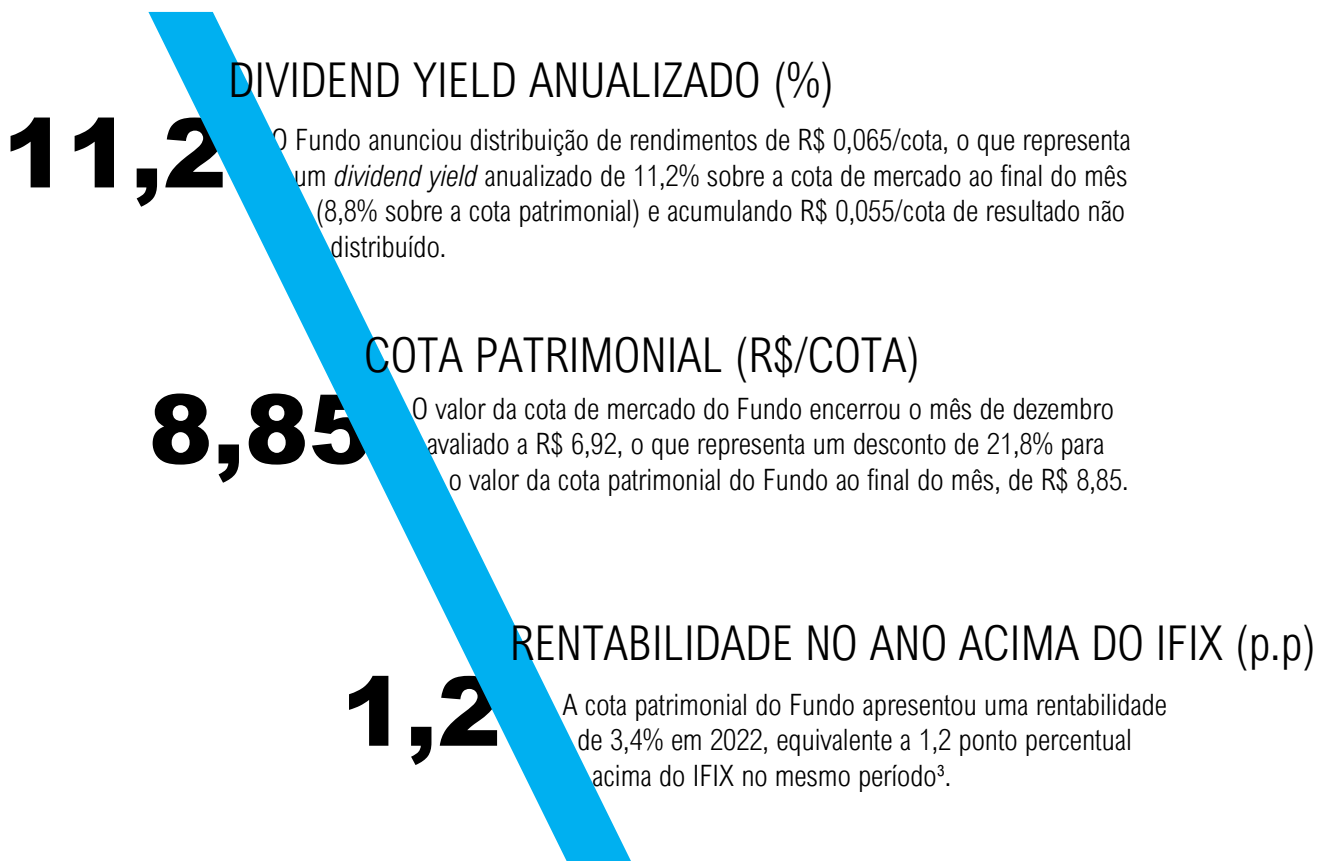 DIVIDEND YIELD ANUALIZADO (%)
11,2
O Fundo anunciou distribuição de rendimentos de R$ 0,065/cota, o que representa
um dividend yield anualizado de 11,2% sobre a cota de mercado ao final do mês
(8,8% sobre a cota patrimonial) e acumulando R$ 0,055/cota de resultado não
distribuído.
COTA PATRIMONIAL (R$/COTA)
8,85
O valor da cota de mercado do Fundo encerrou o mês de dezembro
avaliado a R$ 6,92, o que representa um desconto de 21,8% para
o valor da cota patrimonial do Fundo ao final do mês, de R$ 8,85.
RENTABILIDADE NO ANO ACIMA DO IFIX (p.p)
1,2
A cota patrimonial do Fundo apresentou uma rentabilidade
de 3,4% em 2022, equivalente a 1,2 ponto percentual
acima do IFIX no mesmo período³.